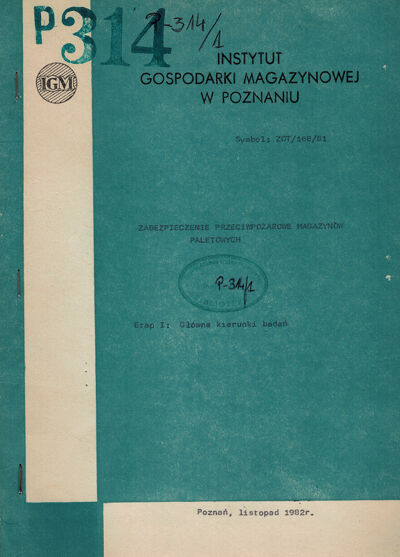 P314
P-314/1
IGM
INSTYTUT
GOSPODARKI MAGAZYNOWEJ
W POZNANIU
Symbol: ZOT/168/81
ZABEZPIECZENIE PRZECIWPOŻAROWE MAGAZYNÓW
PALETOWYCH
P-314/1
Etap I: Główne kierunki badań
Poznań, listopad 1982r.